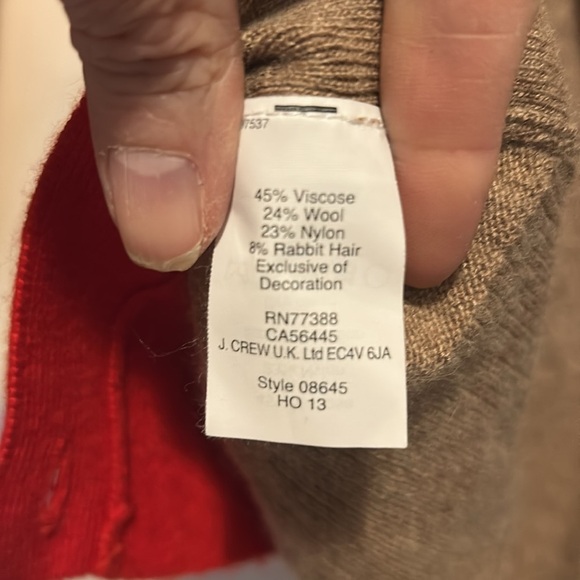 7537
45% Viscose
24% Wool
23% Nylon
8% Rabbit Hair
Exclusive of
Decoration
RN77388
CA56445
J. CREW U.K. Ltd EC4V 6JA
Style 08645
HO 13